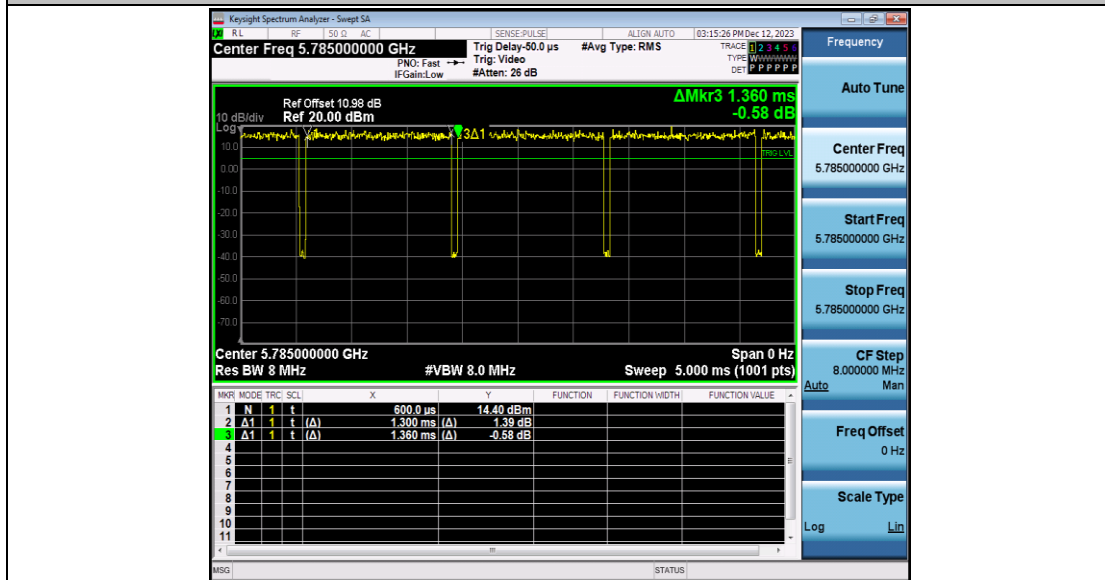 Keysight Spectrum Analyzer - Swept SA
RL RF 50 Ω AC SENSE:PULSE ALIGN AUTO 03:15:26 PM Dec 12, 2023
Center Freq 5.785000000 GHz
PNO: Fast
IFGain:Low
Trig Delay-50.0 µs
Trig: Video
#Atten: 26 dB
#Avg Type: RMS
TRACE 1 2 3 4 5 6
TYPE WWWWWW
DET P P P P P P
ΔMkr3 1.360 ms
-0.58 dB
Ref Offset 10.98 dB
10 dB/div Ref 20.00 dBm
Log
3Δ1
TRIG LVL
10.0
0.00
-10.0
-20.0
-30.0
-40.0
-50.0
-60.0
-70.0
Center 5.785000000 GHz Span 0 Hz
Res BW 8 MHz #VBW 8.0 MHz Sweep 5.000 ms (1001 pts)
MKR MODE TRC SCL X Y FUNCTION FUNCTION WIDTH FUNCTION VALUE
1 N 1 t 600.0 µs 14.40 dBm
2 Δ1 1 t (Δ) 1.300 ms (Δ) 1.39 dB
3 Δ1 1 t (Δ) 1.360 ms (Δ) -0.58 dB
4
5
6
7
8
9
10
11
MSG STATUS
Frequency
Auto Tune
Center Freq
5.785000000 GHz
Start Freq
5.785000000 GHz
Stop Freq
5.785000000 GHz
CF Step
8.000000 MHz
Auto Man
Freq Offset
0 Hz
Scale Type
Log Lin